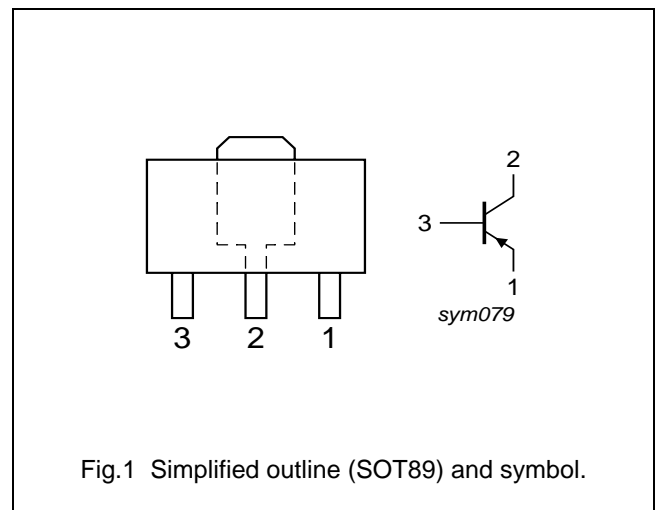 2
3
1
sym079
3 2 1
Fig.1 Simplified outline (SOT89) and symbol.